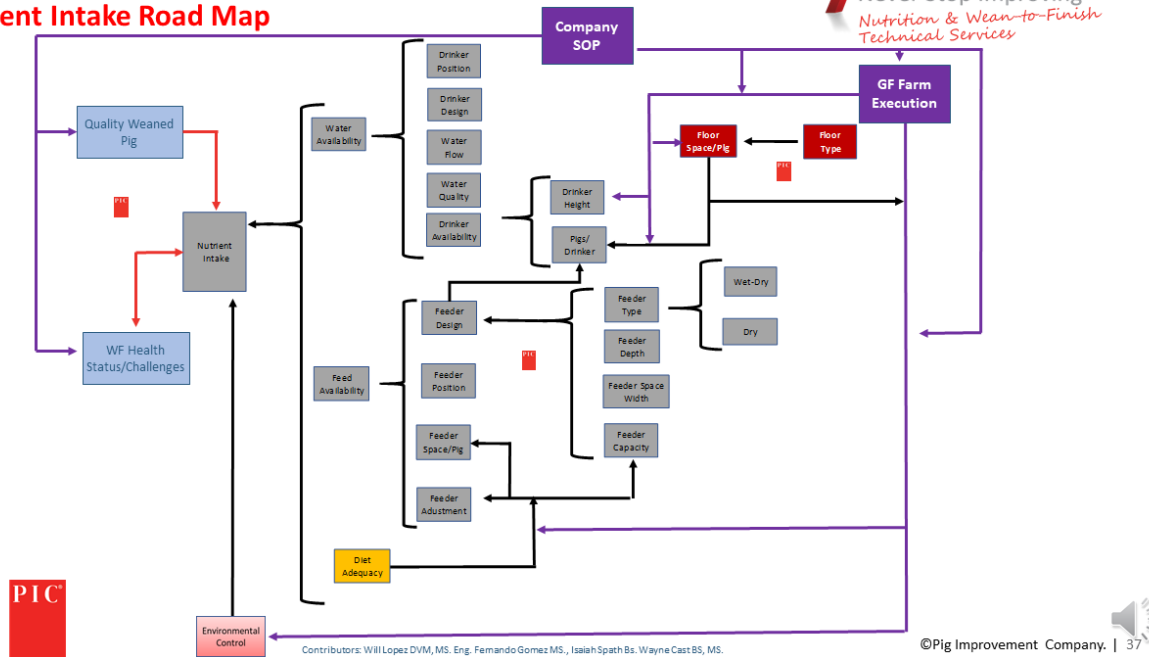 ent Intake Road Map
Never Stop Improving
Nutrition & Wean-to-Finish
Technical Services
Company
SOP
GF Farm
Execution
Quality Weaned
Pig
Nutrient
Intake
WF Health
Status/Challenges
Water
Availability
Drinker
Position
Drinker
Design
Water
Flow
Water
Quality
Drinker
Availability
Drinker
Height
Pigs/
Drinker
Floor
Space/Pig
Floor
Type
PIC
PIC
PIC
Feed
Availability
Feeder
Design
Feeder
Position
Feeder
Space/Pig
Feeder
Adustment
Feeder
Type
Feeder
Depth
Feeder Space
Width
Feeder
Capacity
Wet-Dry
Dry
Diet
Adequacy
Environmental
Control
PIC®
Contributors: Will Lopez DVM, MS. Eng. Fernando Gomez MS., Isaiah Spath Bs. Wayne Cast BS, MS.
©Pig Improvement Company. | 37